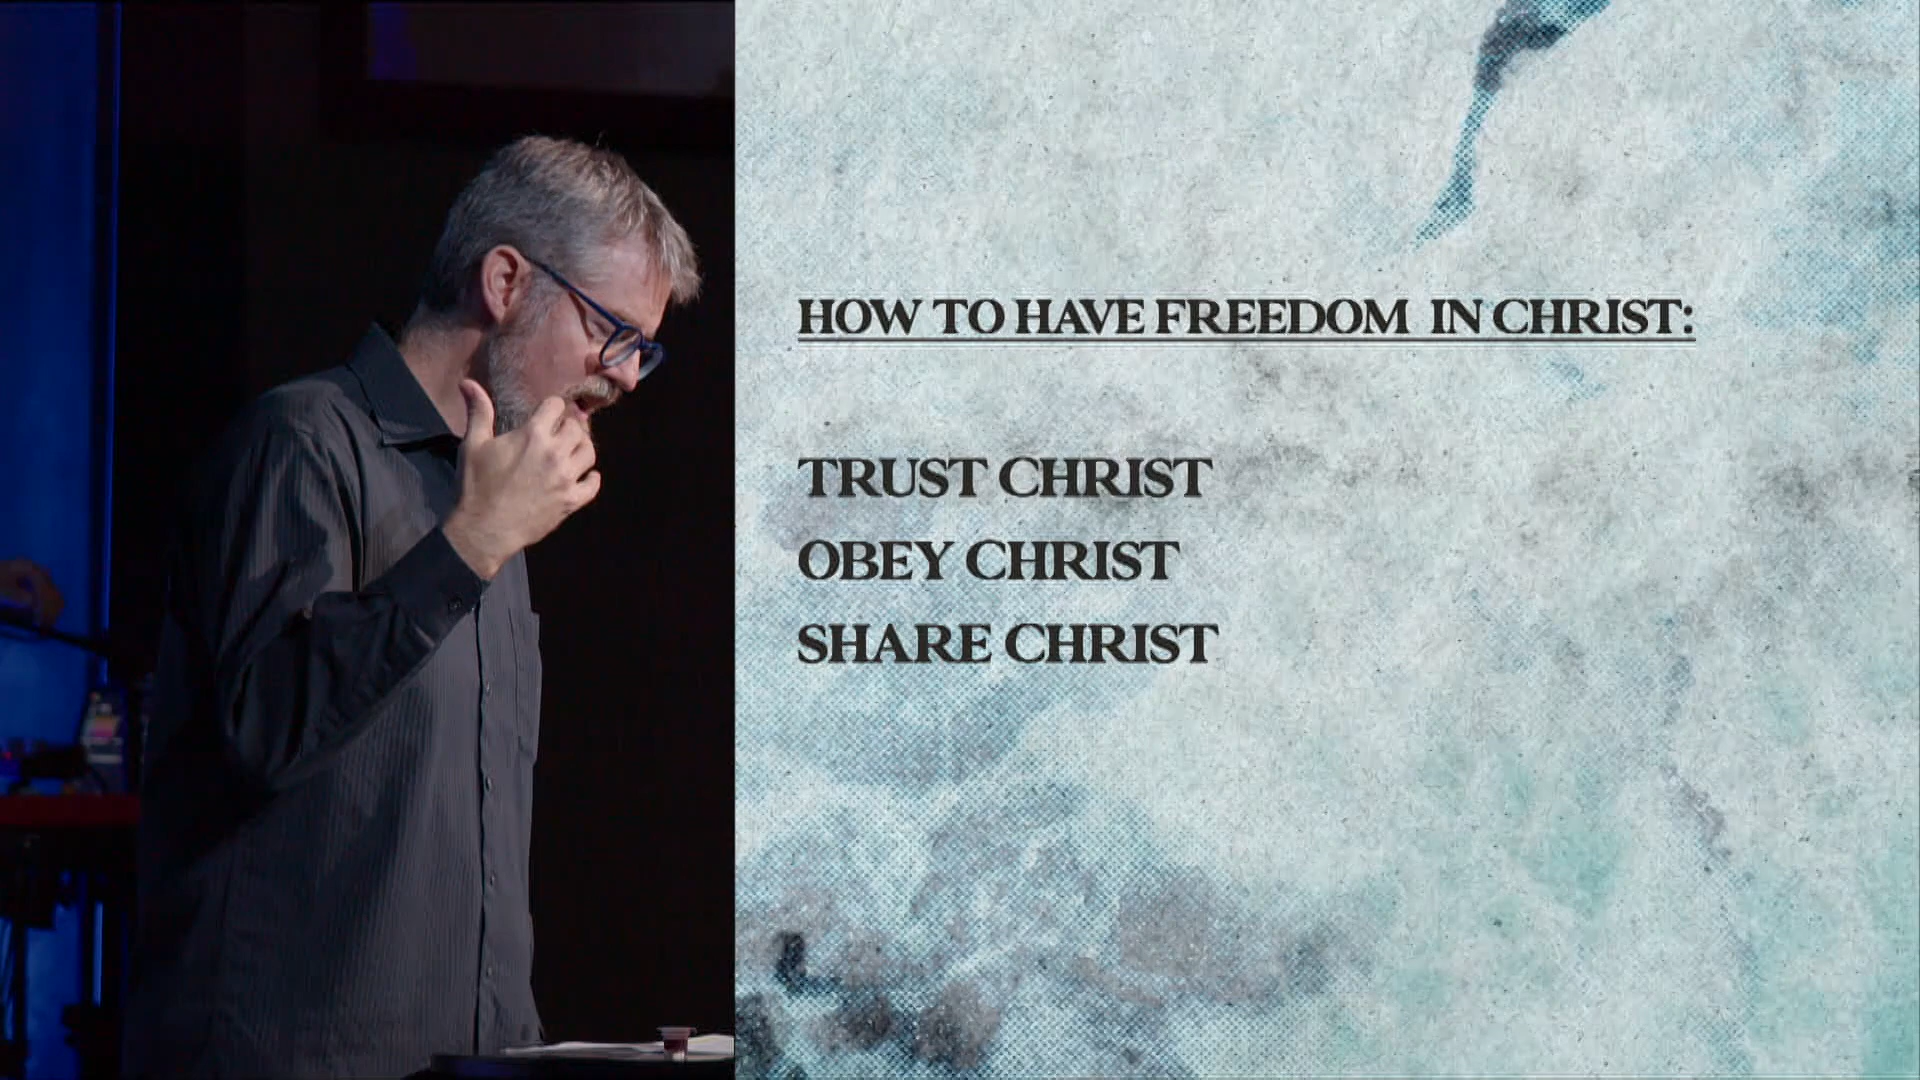 HOW TO HAVE FREEDOM IN CHRIST:
TRUST CHRIST
OBEY CHRIST
SHARE CHRIST